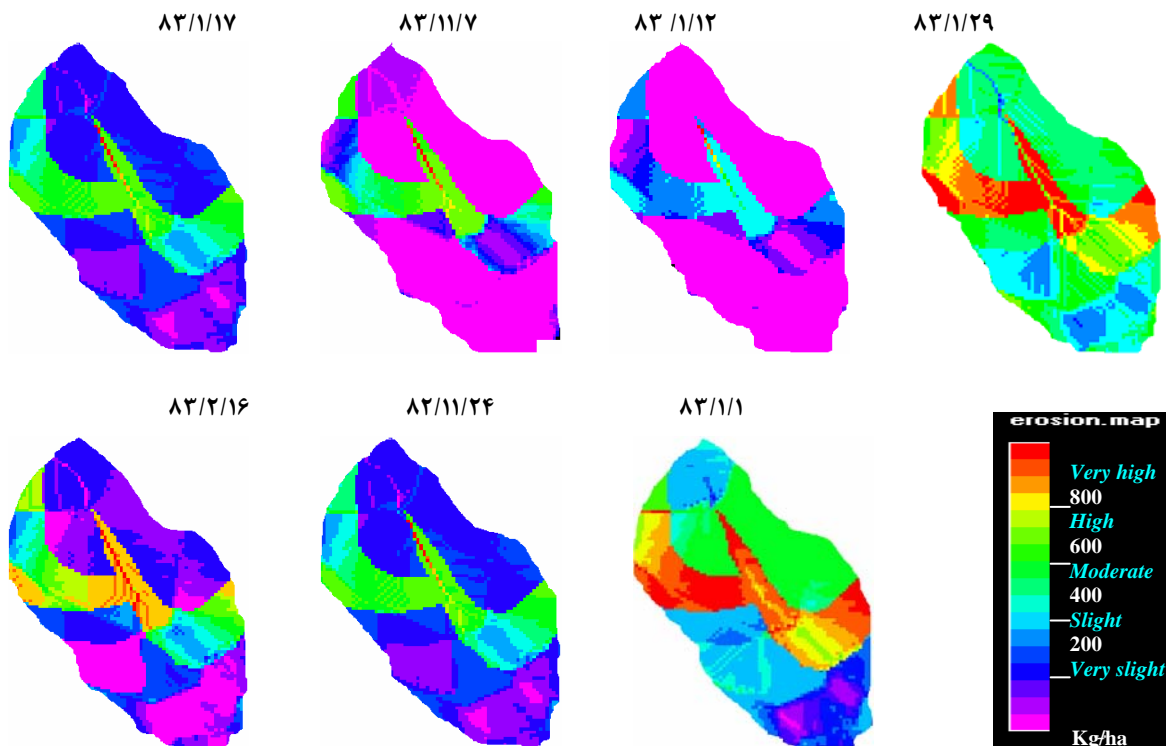 ۸۳/۱/۱۷
۸۳/۱۱/۷
۸۳ /۱/۱۲
۸۳/۱/۲۹
۸۳/۲/۱۶
۸۲/۱۱/۲۴
۸۳/۱/۱
erosion.map
Very high
800
High
600
Moderate
400
Slight
200
Very slight
Kg/ha